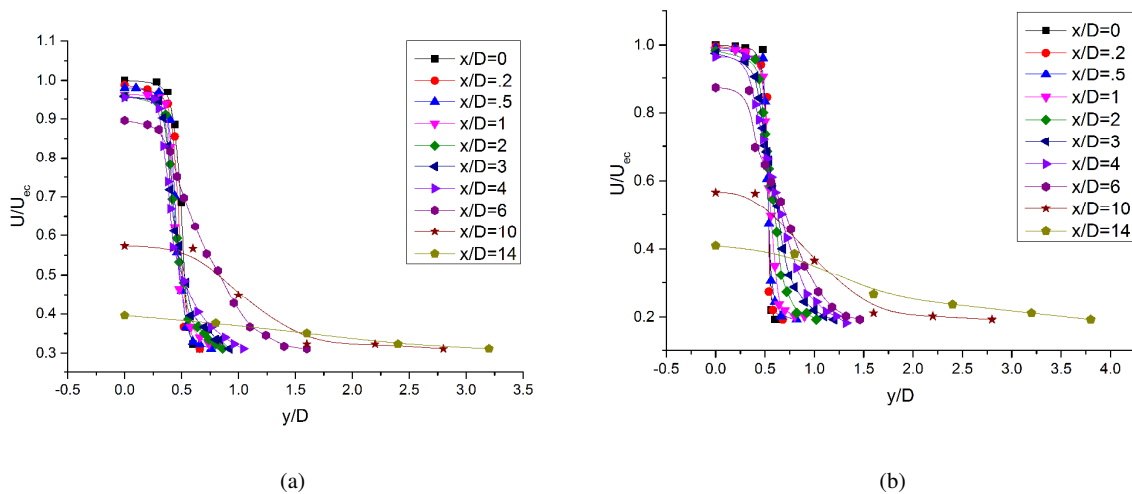 (a)
1.1
1.0
0.9
0.8
0.7
0.6
0.5
0.4
0.3
U/Uec
-0.5 0.0 0.5 1.0 1.5 2.0 2.5 3.0 3.5
y/D
x/D=0
x/D=.2
x/D=.5
x/D=1
x/D=2
x/D=3
x/D=4
x/D=6
x/D=10
x/D=14
(a)
(b)
1.0
0.8
0.6
0.4
0.2
U/Uec
-0.5 0.0 0.5 1.0 1.5 2.0 2.5 3.0 3.5 4.0
y/D
x/D=0
x/D=.2
x/D=.5
x/D=1
x/D=2
x/D=3
x/D=4
x/D=6
x/D=10
x/D=14
(b)